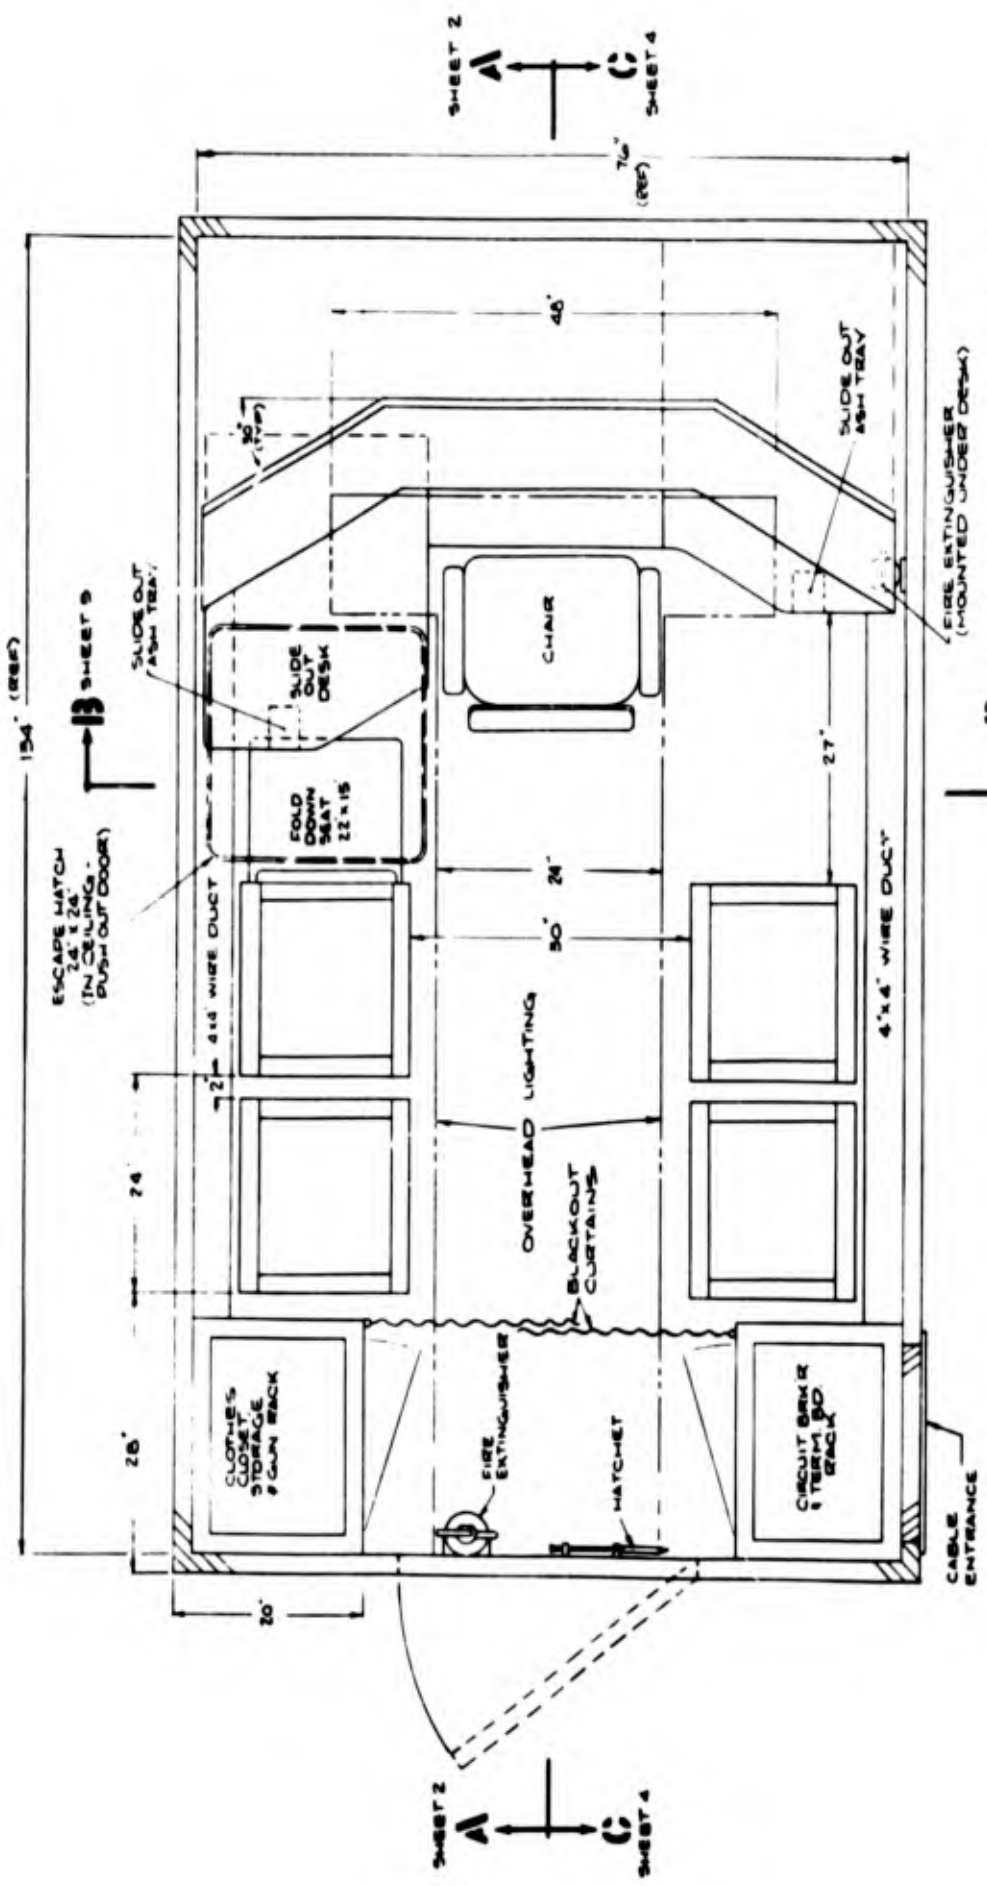 SHEET 2
A
C
SHEET 4
154" (REF)
76"
(REF)
B SHEET 3
ESCAPE HATCH
24" X 24"
(IN CEILING -
PUSH OUT DOOR)
SLIDE OUT
ASH TRAY
30°
(TYP)
48"
SLIDE
OUT
DESK
FOLD
DOWN
SEAT
22 X 15
CHAIR
SLIDE OUT
ASH TRAY
FIRE EXTINGUISHER
(MOUNTED UNDER DESK)
4 X 4 WIRE DUCT
2"
24"
24"
30"
27"
4" X 4" WIRE DUCT
OVERHEAD LIGHTING
BLACKOUT
CURTAINS
28"
CLOTHES
CLOSET
STORAGE
& GUN RACK
FIRE
EXTINGUISHER
HATCHET
CIRCUIT BRK'R
& TERM. BD.
RACK
20"
CABLE
ENTRANCE
SHEET 2
A
C
SHEET 4